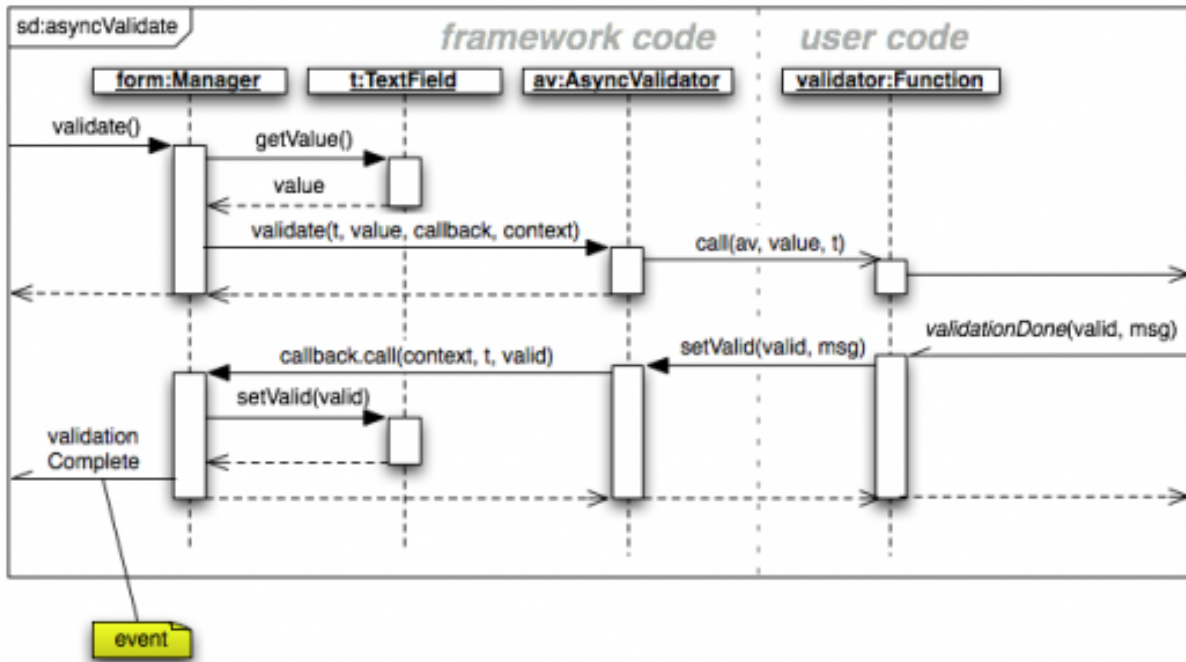 sd:asyncValidate
framework code
user code
form:Manager
t:TextField
av:AsyncValidator
validator:Function
validate()
getValue()
value
validate(t, value, callback, context)
call(av, value, t)
validationDone(valid, msg)
setValid(valid, msg)
callback.call(context, t, valid)
setValid(valid)
validation
Complete
event